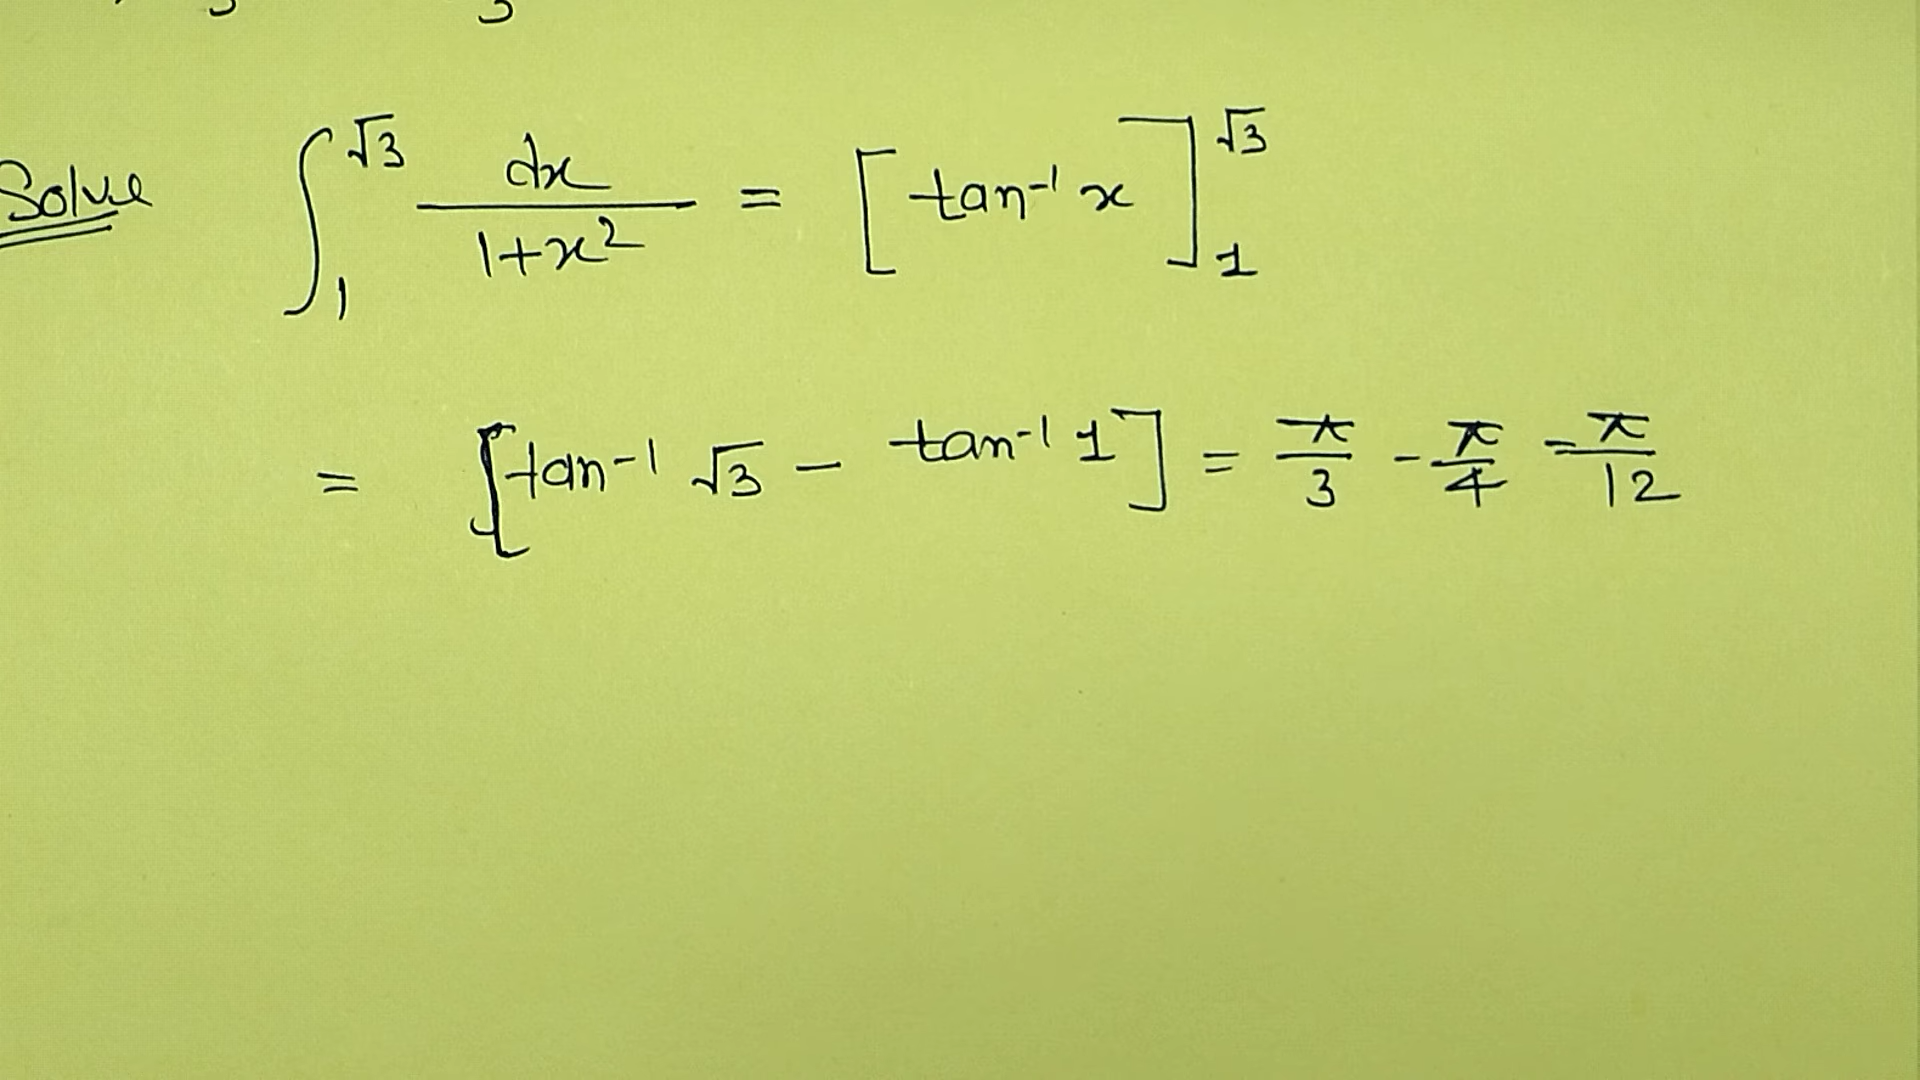 Solve ∫₁^√3 dx/(1+x²) = [tan⁻¹ x]₁^√3
= [tan⁻¹ √3 − tan⁻¹ 1] = π/3 − π/4 = π/12